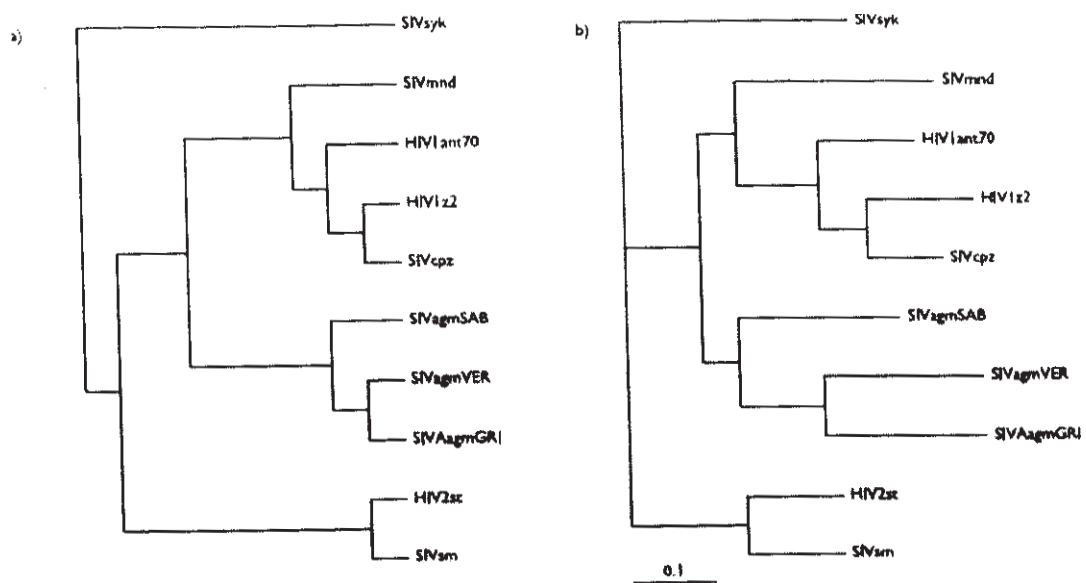 a)
SIVsyk
SIVmnd
HIV1ant70
HIV1z2
SIVcpz
SIVagmSAB
SIVagmVER
SIVAagmGRI
HIV2st
SIVsm
b)
SIVsyk
SIVmnd
HIV1ant70
HIV1z2
SIVcpz
SIVagmSAB
SIVagmVER
SIVAagmGRI
HIV2st
SIVsm
0.1